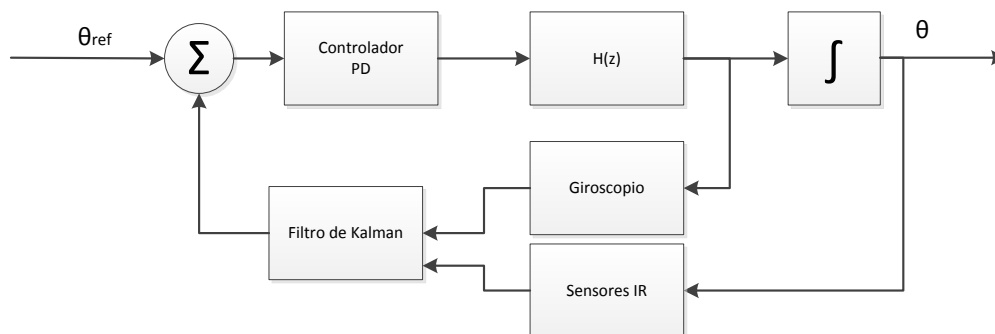 θref
Σ
Controlador
PD
H(z)
∫
θ
Giroscopio
Filtro de Kalman
Sensores IR